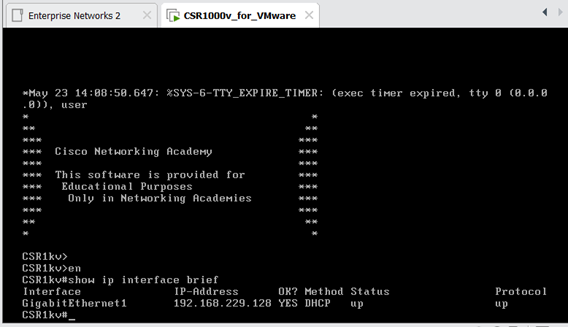 Enterprise Networks 2
CSR1000v_for_VMware
*May 23 14:08:50.647: %SYS-6-TTY_EXPIRE_TIMER: (exec timer expired, tty 0 (0.0.0
.0)), user
* *
** **
*** ***
*** Cisco Networking Academy ***
*** ***
*** This software is provided for ***
*** Educational Purposes ***
*** Only in Networking Academies ***
*** ***
** **
* *
CSR1kv>
CSR1kv>en
CSR1kv#show ip interface brief
Interface IP-Address OK? Method Status Protocol
GigabitEthernet1 192.168.229.128 YES DHCP up up
CSR1kv#_